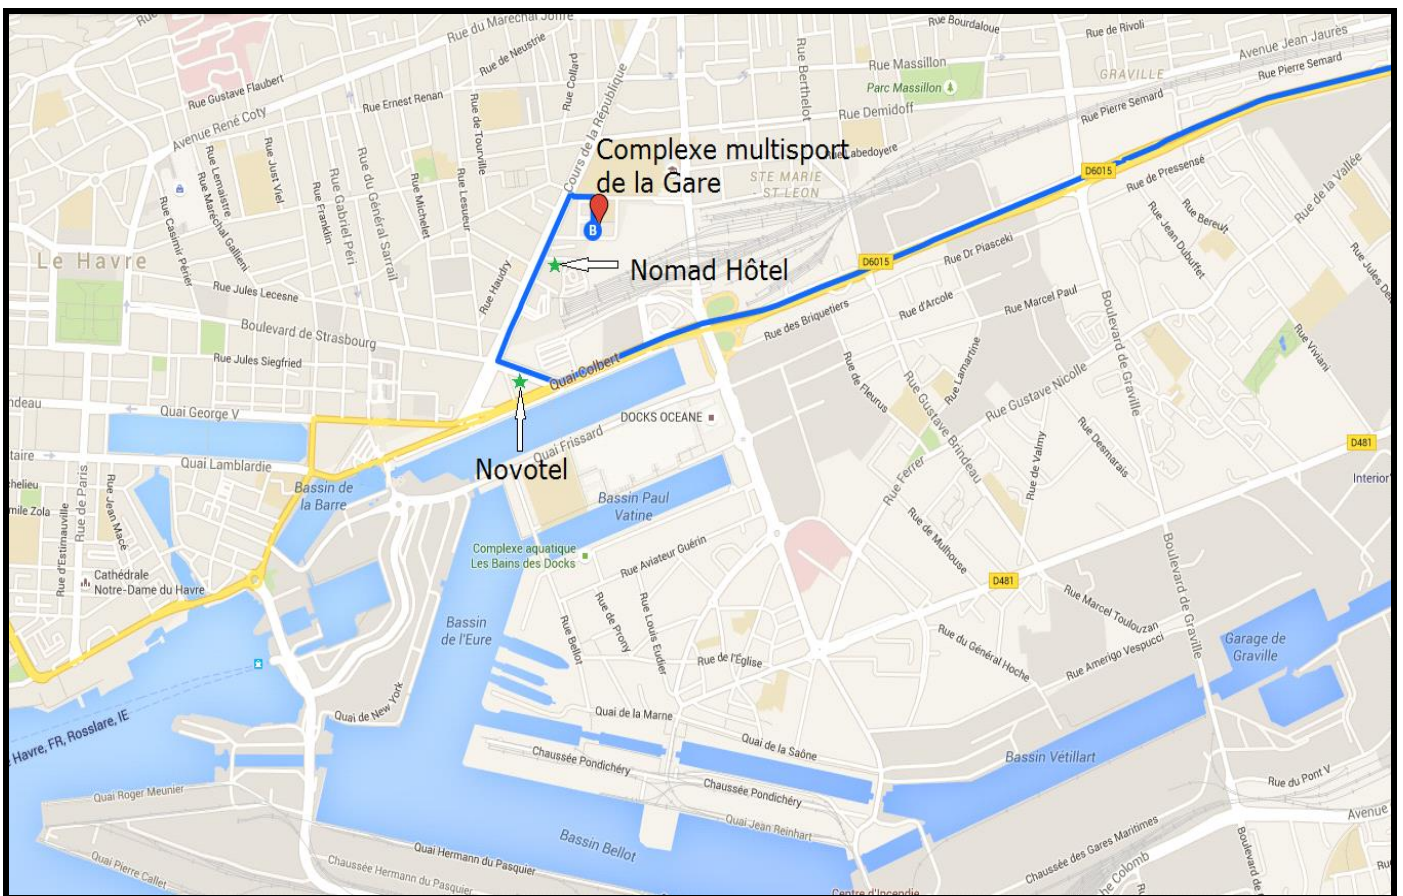 Rue du Maréchal Joffre
Rue Bourdaloue
Rue de Rivoli
Avenue Jean Jaurès
Rue de Neustrie
Rue Collard
Cours de la République
Rue Berthelot
Rue Massillon
GRAVILLE
Rue Pierre Semard
Rue Gustave Flaubert
Rue Ernest Renan
Parc Massillon
Rue Pierre Semard
Avenue René Coty
Rue de Tourville
Rue Demidoff
Complexe multisport
de la Gare
Labedoyere
STE MARIE
ST LEON
D6015
Rue de Pressensé
Rue de la Vallée
Rue Lemaistre
Rue Just Viel
Rue du Général Sarrail
Rue Gabriel Péri
Rue Franklin
Rue Michelet
Rue Lesueur
Rue Maréchal Gallieni
Rue Casimir Périer
B
Rue Jean Dubuffet
Rue Dr Piasceki
D6015
Le Havre
Nomad Hôtel
Rue Haudry
Rue Jules Lecesne
Rue d'Arcole
Rue Marcel Paul
Rue des Briquetiers
Boulevard de Graville
Boulevard de Strasbourg
Rue Viviani
Rue Jules Siegfried
Quai Colbert
Rue de Fleurus
Rue Lamartine
Rue Gustave Nicolle
Rue Gustave Brindeau
Quai George V
DOCKS OCEANE
Quai Frissard
D481
Quai Lamblardie
Novotel
Rue Ferrer
Rue de Valmy
Rue Desmarais
Interior
Rue de Paris
Rue Jean Macé
Rue d'Estimauville
Bassin de
la Barre
Bassin Paul
Vatine
Rue de Mulhouse
Complexe aquatique
Les Bains des Docks
Rue Aviateur Guérin
Cathédrale
Notre-Dame du Havre
D481
Rue Marcel Toulouzan
Boulevard de Graville
Bassin
de l'Eure
Rue Bellot
Rue de Prony
Rue Louis Eudier
Rue de l'Église
Rue du Général Hoche
Rue Amerigo Vespucci
Garage de
Graville
Quai de New York
Havre, FR, Rosslare, IE
Quai de la Marne
Quai de la Saône
Bassin Vétillart
Chaussée Pondichéry
Chaussée Pondichéry
Rue du Pont V
Quai Roger Meunier
Quai Jean Reinhart
Avenue
Bassin Bellot
Chaussée des Gares Maritimes
Quai Hermann du Pasquier
Chaussée Hermann du Pasquier
Quai Pierre Callet
he Colomb
Boulevard de
Centre d'Incendie